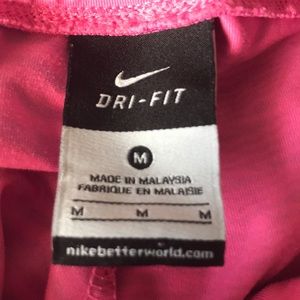 DRI-FIT
M
MADE IN MALAYSIA
FABRIQUE EN MALAISIE
M M M
nikebetterworld.com